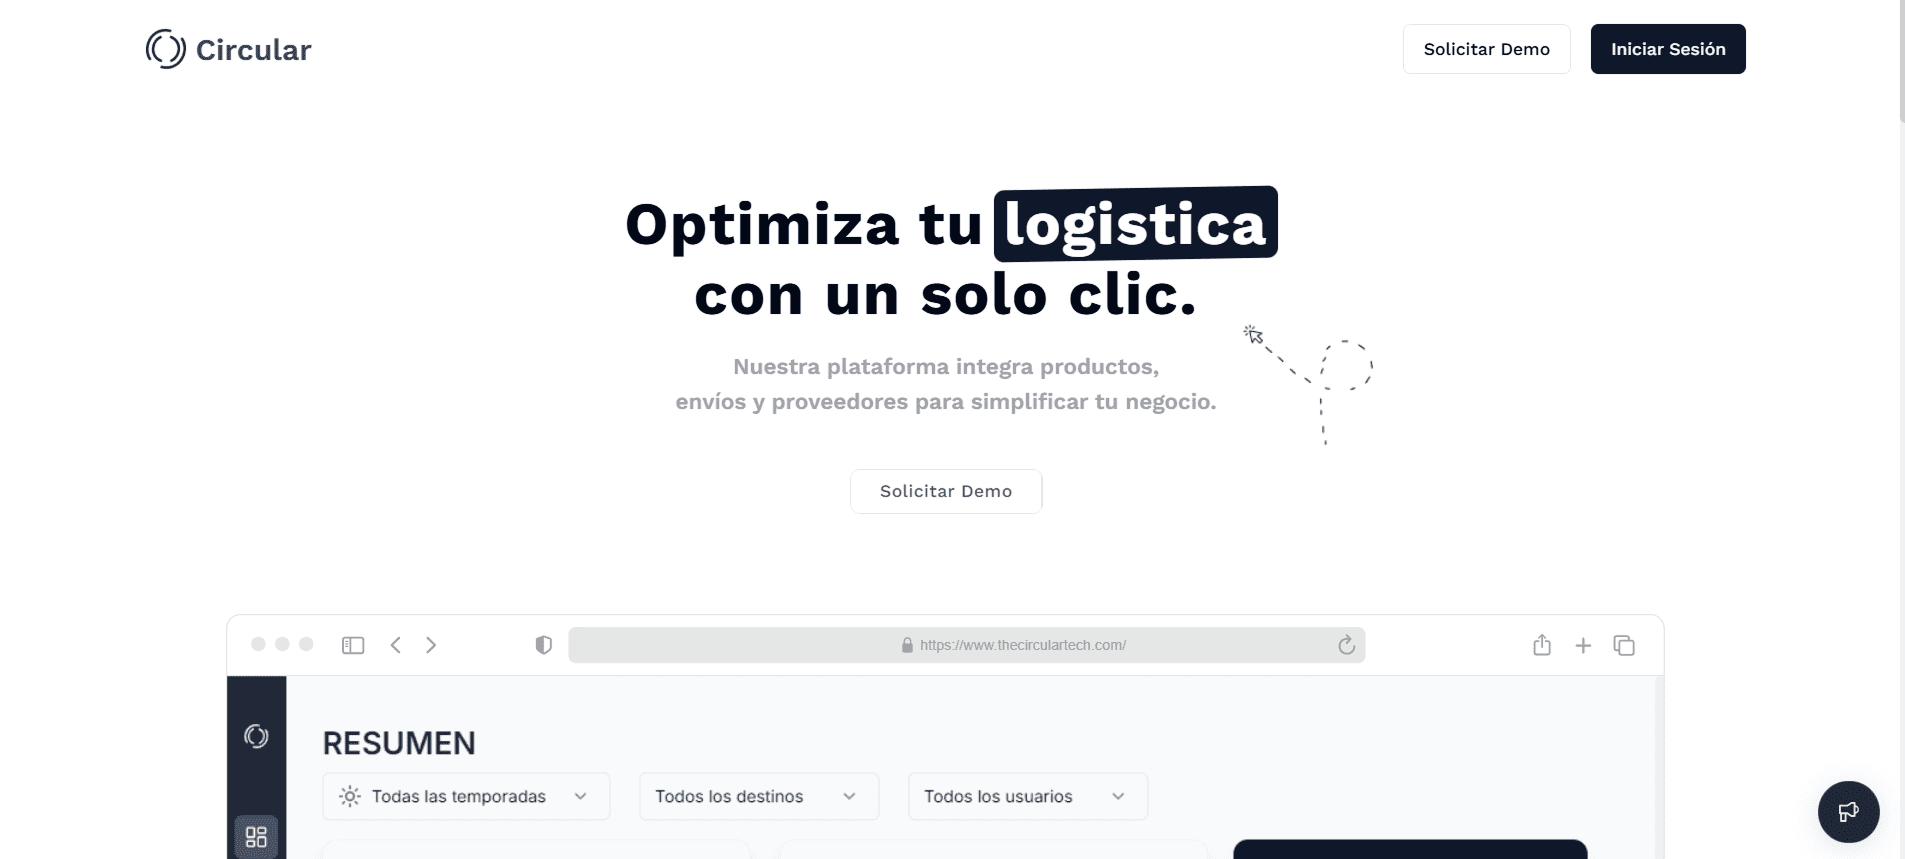 Circular
Solicitar Demo
Iniciar Sesión
Optimiza tu logistica
con un solo clic.
Nuestra plataforma integra productos,
envíos y proveedores para simplificar tu negocio.
Solicitar Demo
https://www.thecirculartech.com/
RESUMEN
Todas las temporadas
Todos los destinos
Todos los usuarios